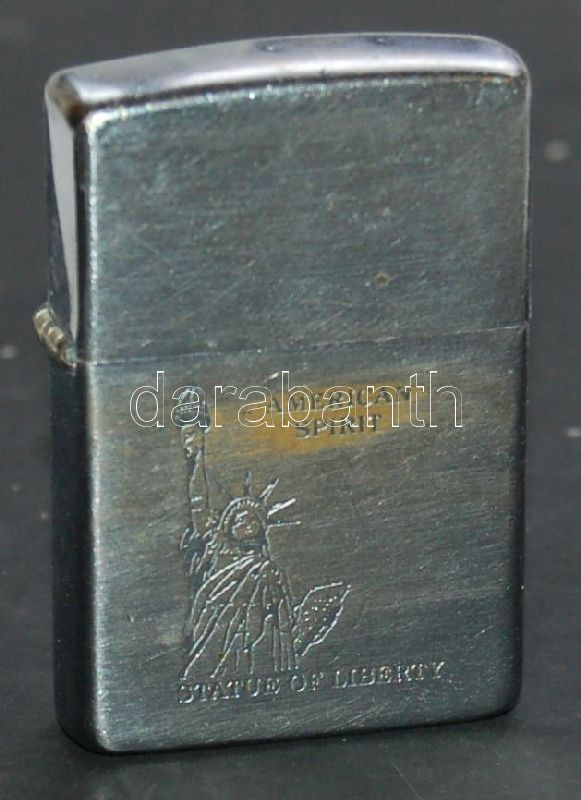 darabanth
AMERICAN
SPIRIT
STATUE OF LIBERTY